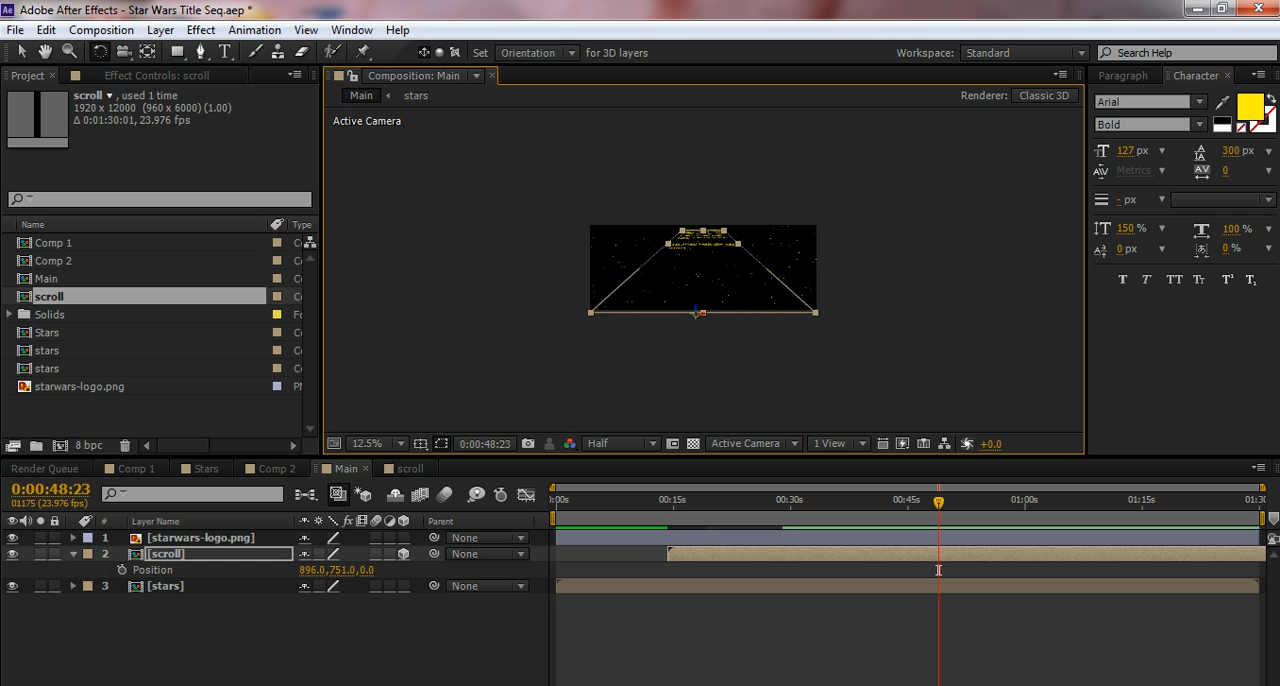 Ae Adobe After Effects - Star Wars Title Seq.aep *
File Edit Composition Layer Effect Animation View Window Help
Set Orientation for 3D layers Workspace: Standard Search Help
Project Effect Controls: scroll Composition: Main Paragraph Character
scroll , used 1 time
1920 x 12000 (960 x 6000) (1.00)
Δ 0:01:30:01, 23.976 fps
Main stars Renderer: Classic 3D
Active Camera
Arial
Bold
127 px 300 px
Metrics 0
- px
150 % 100 %
0 px 0 %
T T TT Tr T¹ T₁
Name Type
Comp 1
Comp 2
Main
scroll
Solids
Stars
stars
stars
starwars-logo.png
8 bpc
12.5% 0:00:48:23 Half Active Camera 1 View +0.0
Render Queue Comp 1 Stars Comp 2 Main scroll
0:00:48:23
01175 (23.976 fps)
:00s 00:15s 00:30s 00:45s 01:00s 01:15s 01:30
# Layer Name fx Parent
1 [starwars-logo.png] None
2 [scroll] None
Position 896.0,751.0,0.0
3 [stars] None